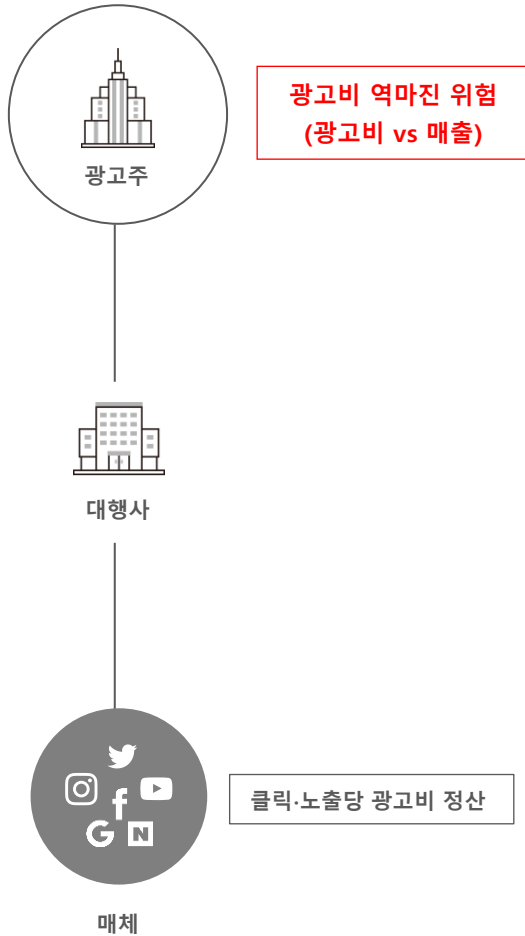 광고비 역마진 위험
(광고비 vs 매출)
광고주
대행사
클릭·노출당 광고비 정산
매체